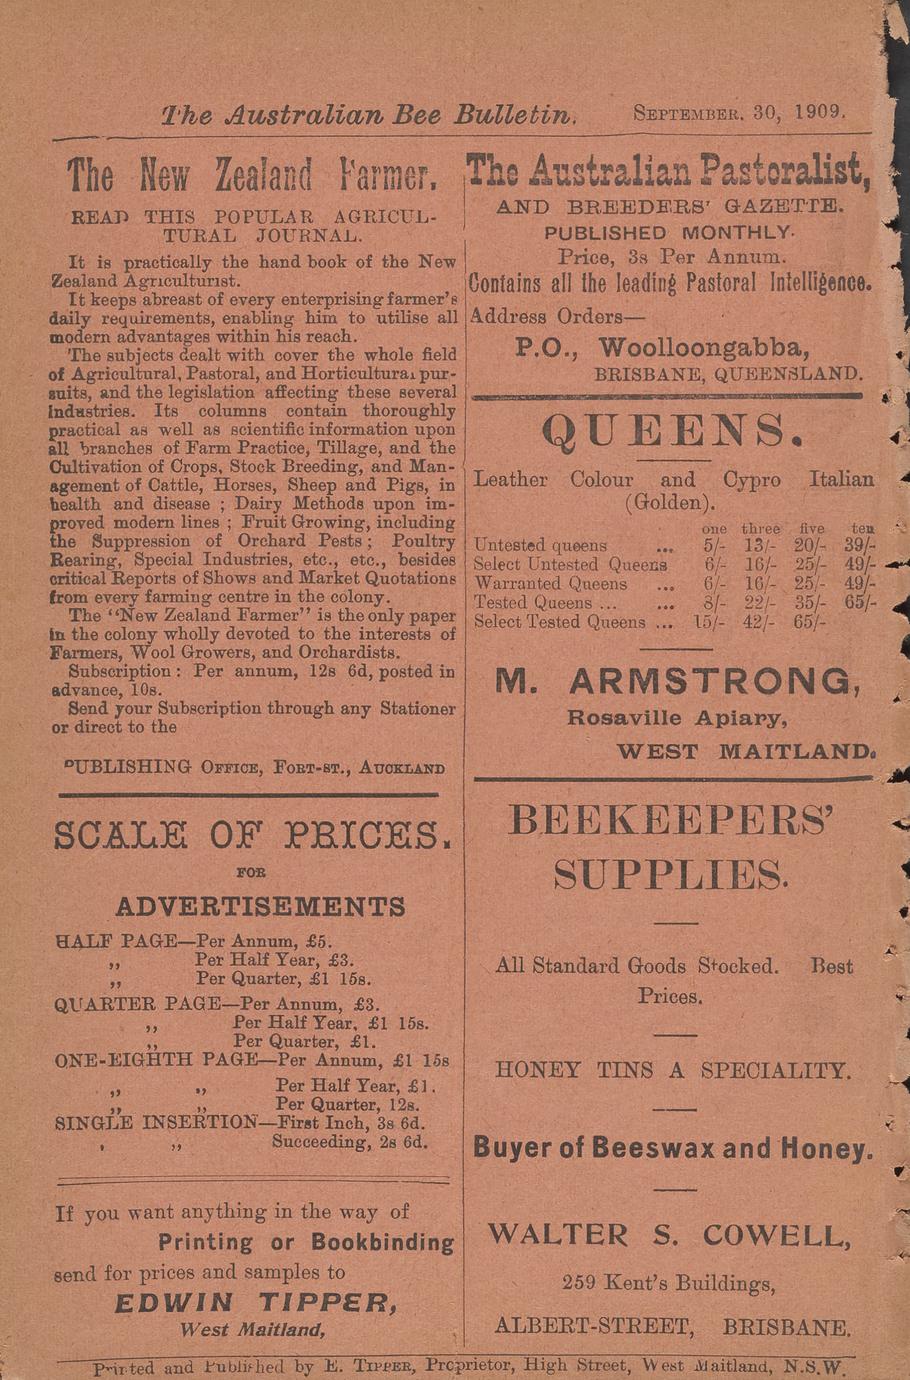 The Australian Bee Bulletin. SEPTEMBER. 30, 1909.
The New Zealand Farmer.
READ THIS POPULAR AGRICUL-
TURAL JOURNAL.
It is practically the hand book of the New
Zealand Agriculturist.
It keeps abreast of every enterprising farmer's
daily requirements, enabling him to utilise all
modern advantages within his reach.
The subjects dealt with cover the whole field
of Agricultural, Pastoral, and Horticultural pur-
suits, and the legislation affecting these several
Industries. Its columns contain thoroughly
practical as well as scientific information upon
all branches of Farm Practice, Tillage, and the
Cultivation of Crops, Stock Breeding, and Man-
agement of Cattle, Horses, Sheep and Pigs, in
health and disease ; Dairy Methods upon im-
proved modern lines ; Fruit Growing, including
the Suppression of Orchard Pests ; Poultry
Rearing, Special Industries, etc., etc., besides
critical Reports of Shows and Market Quotations
from every farming centre in the colony.
The "New Zealand Farmer" is the only paper
in the colony wholly devoted to the interests of
Farmers, Wool Growers, and Orchardists.
Subscription : Per annum, 12s 6d, posted in
advance, 10s.
Send your Subscription through any Stationer
or direct to the
PUBLISHING OFFICE, FORT-ST., AUCKLAND
SCALE OF PRICES.
FOR
ADVERTISEMENTS
HALF PAGE—Per Annum, £5.
,, Per Half Year, £3.
,, Per Quarter, £1 15s.
QUARTER PAGE—Per Annum, £3.
,, Per Half Year, £1 15s.
,, Per Quarter, £1.
ONE-EIGHTH PAGE—Per Annum, £1 15s
,, ,, Per Half Year, £1.
,, ,, Per Quarter, 12s.
SINGLE INSERTION—First Inch, 3s 6d.
, ,, Succeeding, 2s 6d.
If you want anything in the way of
Printing or Bookbinding
send for prices and samples to
EDWIN TIPPER,
West Maitland,
The Australian Pastoralist,
AND BREEDERS' GAZETTE.
PUBLISHED MONTHLY.
Price, 3s Per Annum.
Contains all the leading Pastoral Intelligence.
Address Orders—
P.O., Woolloongabba,
BRISBANE, QUEENSLAND.
QUEENS.
Leather Colour and Cypro Italian
(Golden).
one three five ten
Untested queens ... 5/- 13/- 20/- 39/-
Select Untested Queens 6/- 16/- 25/- 49/-
Warranted Queens ... 6/- 16/- 25/- 49/-
Tested Queens ... ... 8/- 22/- 35/- 65/-
Select Tested Queens ... 15/- 42/- 65/-
M. ARMSTRONG,
Rosaville Apiary,
WEST MAITLAND.
BEEKEEPERS'
SUPPLIES.
All Standard Goods Stocked. Best
Prices.
HONEY TINS A SPECIALITY.
Buyer of Beeswax and Honey.
WALTER S. COWELL,
259 Kent's Buildings,
ALBERT-STREET, BRISBANE.
Printed and Published by E. TIPPER, Proprietor, High Street, West Maitland, N.S.W.